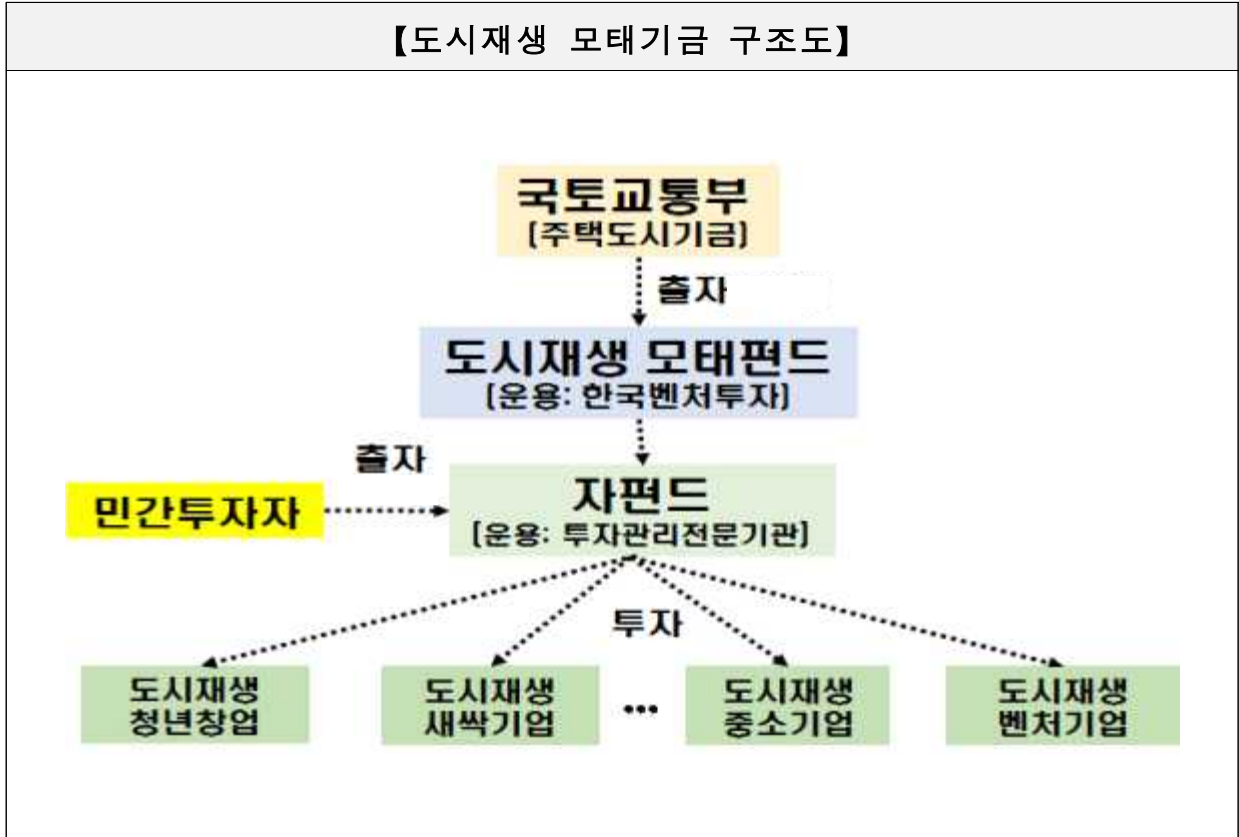 【도시재생 모태기금 구조도】
국토교통부
[주택도시기금]
출자
도시재생 모태펀드
[운용: 한국벤처투자]
출자
민간투자자
자펀드
[운용: 투자관리전문기관]
투자
도시재생
청년창업
도시재생
새싹기업
...
도시재생
중소기업
도시재생
벤처기업